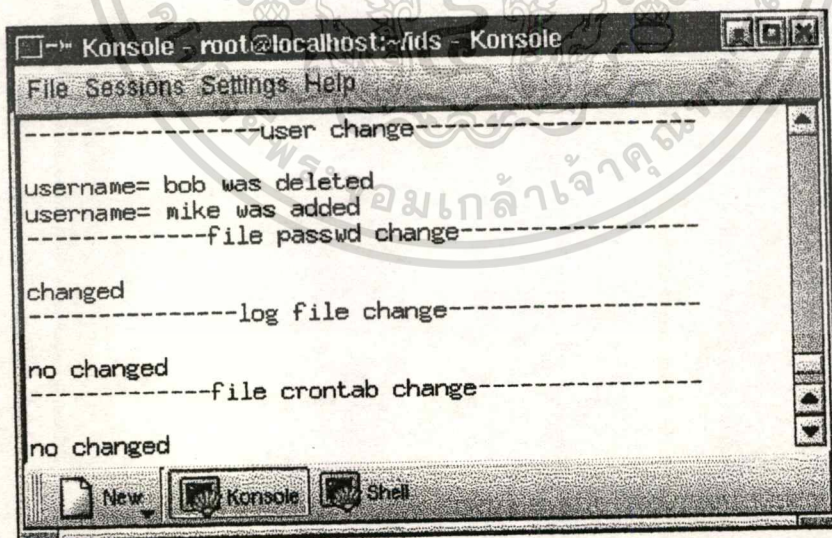 Konsole - root@localhost:~/ids - Konsole
File Sessions Settings Help
------------------user change---------------------
username= bob was deleted
username= mike was added
--------------file passwd change------------------
changed
----------------log file change-------------------
no changed
--------------file crontab change-----------------
no changed
New Konsole Shell